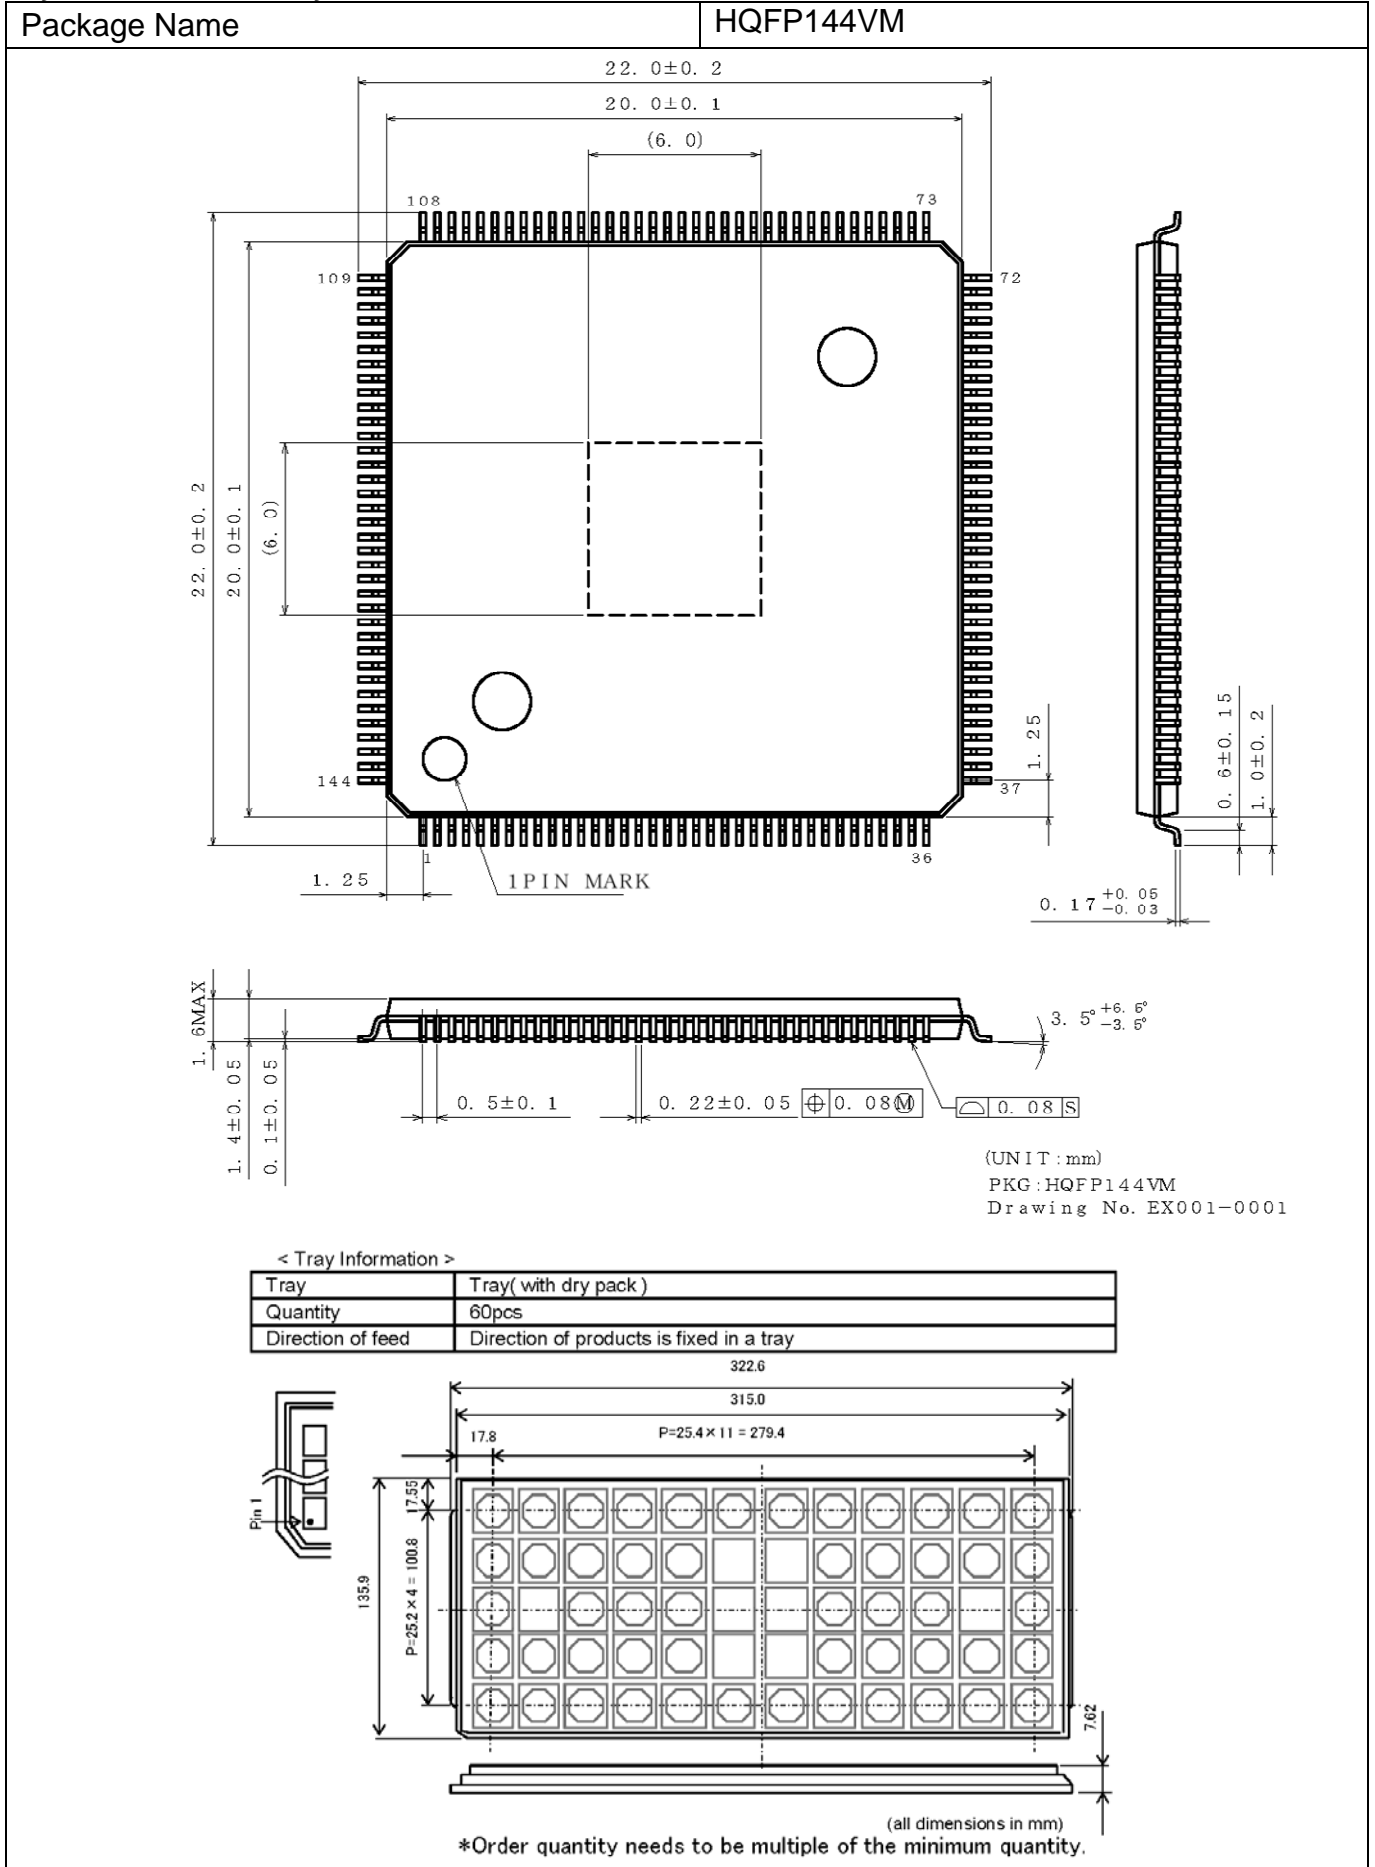 Package Name
HQFP144VM
22. 0±0. 2
20. 0±0. 1
(6. 0)
108
73
109
72
22. 0±0. 2
20. 0±0. 1
(6. 0)
144
37
1. 25
1
36
1. 25
1PIN MARK
0. 6±0. 15
1. 0±0. 2
0. 17 +0. 05 −0. 03
1. 6MAX
1. 4±0. 05
0. 1±0. 05
0. 5±0. 1
0. 22±0. 05 ⌖ 0. 08Ⓜ
⌓ 0. 08 S
3. 5° +6. 5° −3. 5°
(UNIT:mm)
PKG:HQFP144VM
Drawing No. EX001−0001
< Tray Information >
Tray Tray( with dry pack )
Quantity 60pcs
Direction of feed Direction of products is fixed in a tray
322.6
315.0
17.8
P=25.4×11 = 279.4
Pin 1
17.55
135.9
P=25.2×4 = 100.8
7.62
(all dimensions in mm)
*Order quantity needs to be multiple of the minimum quantity.